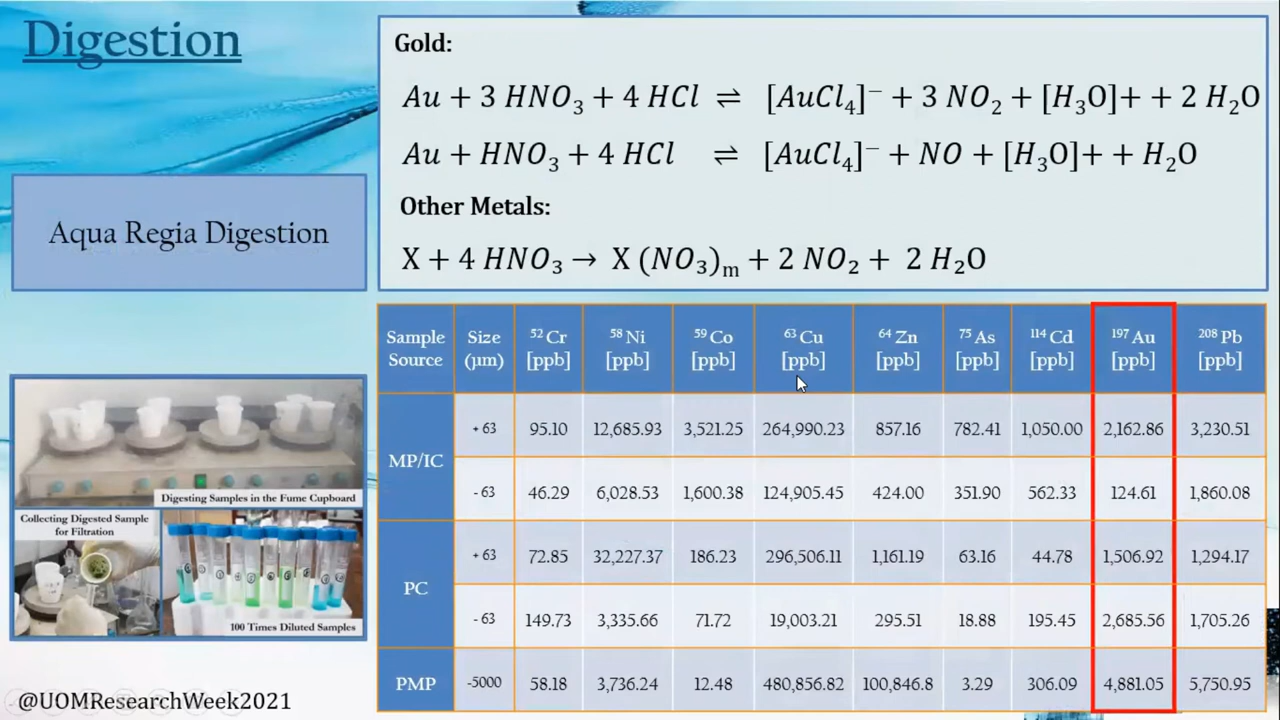 Digestion
Gold:
Au + 3 HNO₃ + 4 HCl ⇌ [AuCl₄]⁻ + 3 NO₂ + [H₃O]+ + 2 H₂O
Au + HNO₃ + 4 HCl ⇌ [AuCl₄]⁻ + NO + [H₃O]+ + H₂O
Other Metals:
X + 4 HNO₃ → X (NO₃)ₘ + 2 NO₂ + 2 H₂O
Aqua Regia Digestion
Sample Source | Size (µm) | ⁵²Cr [ppb] | ⁵⁸Ni [ppb] | ⁵⁹Co [ppb] | ⁶³Cu [ppb] | ⁶⁴Zn [ppb] | ⁷⁵As [ppb] | ¹¹⁴Cd [ppb] | ¹⁹⁷Au [ppb] | ²⁰⁸Pb [ppb]
MP/IC | + 63 | 95.10 | 12,685.93 | 3,521.25 | 264,990.23 | 857.16 | 782.41 | 1,050.00 | 2,162.86 | 3,230.51
- 63 | 46.29 | 6,028.53 | 1,600.38 | 124,905.45 | 424.00 | 351.90 | 562.33 | 124.61 | 1,860.08
PC | + 63 | 72.85 | 32,227.37 | 186.23 | 296,506.11 | 1,161.19 | 63.16 | 44.78 | 1,506.92 | 1,294.17
- 63 | 149.73 | 3,335.66 | 71.72 | 19,003.21 | 295.51 | 18.88 | 195.45 | 2,685.56 | 1,705.26
PMP | -5000 | 58.18 | 3,736.24 | 12.48 | 480,856.82 | 100,846.8 | 3.29 | 306.09 | 4,881.05 | 5,750.95
Digesting Samples in the Fume Cupboard
Collecting Digested Sample
for Filtration
100 Times Diluted Samples
@UOMResearchWeek2021